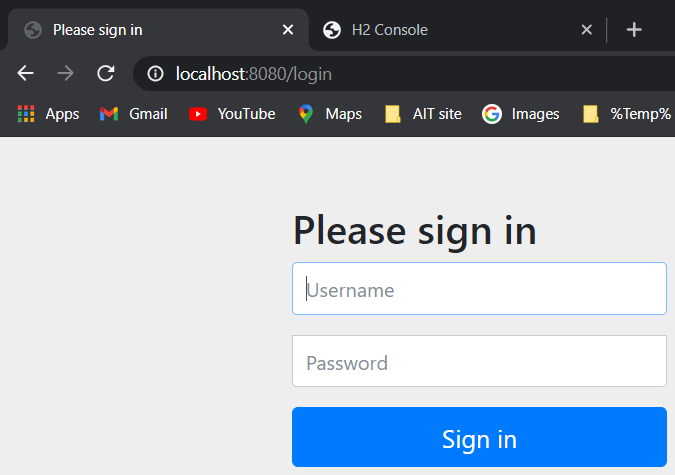 Please sign in
H2 Console
localhost:8080/login
Apps Gmail YouTube Maps AIT site Images %Temp%
Please sign in
Username
Password
Sign in